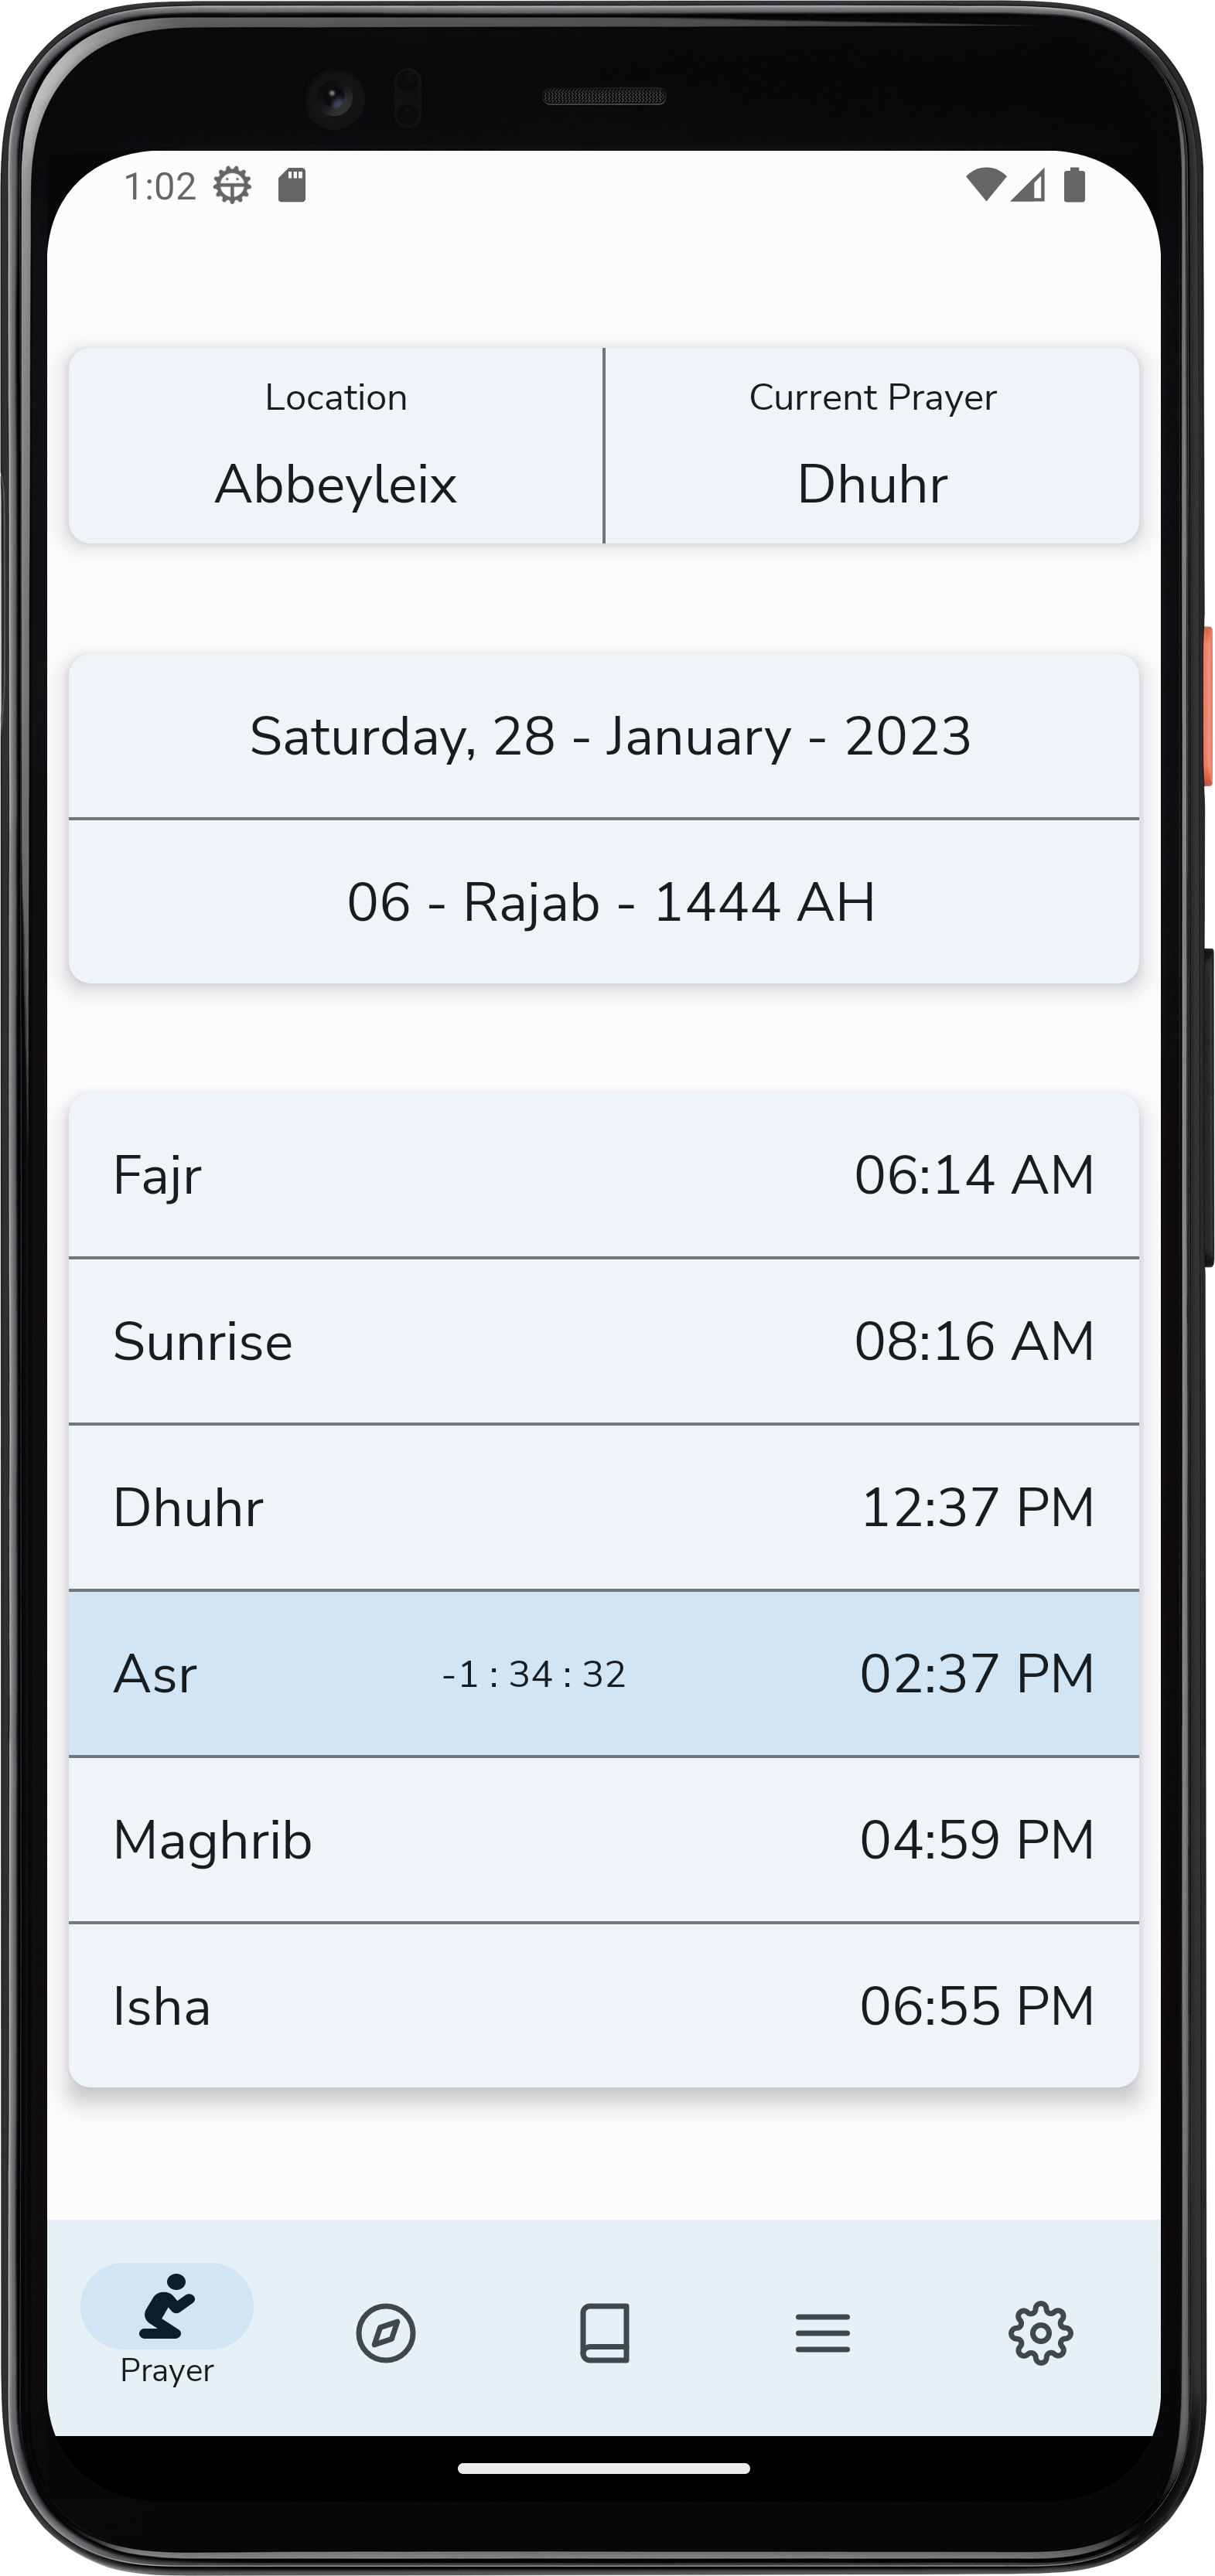 1:02
Location
Current Prayer
Abbeyleix
Dhuhr
Saturday, 28 - January - 2023
06 - Rajab - 1444 AH
Fajr 06:14 AM
Sunrise 08:16 AM
Dhuhr 12:37 PM
Asr -1 : 34 : 32 02:37 PM
Maghrib 04:59 PM
Isha 06:55 PM
Prayer